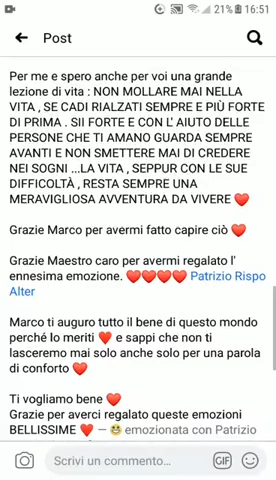 21% 16:51
Post
Per me e spero anche per voi una grande
lezione di vita : NON MOLLARE MAI NELLA
VITA , SE CADI RIALZATI SEMPRE E PIÙ FORTE
DI PRIMA . SII FORTE E CON L' AIUTO DELLE
PERSONE CHE TI AMANO GUARDA SEMPRE
AVANTI E NON SMETTERE MAI DI CREDERE
NEI SOGNI ...LA VITA , SEPPUR CON LE SUE
DIFFICOLTÀ , RESTA SEMPRE UNA
MERAVIGLIOSA AVVENTURA DA VIVERE ❤️
Grazie Marco per avermi fatto capire ciò ❤️
Grazie Maestro caro per avermi regalato l'
ennesima emozione. ❤️❤️❤️❤️ Patrizio Rispo
Alter
Marco ti auguro tutto il bene di questo mondo
perché lo meriti ❤️ e sappi che non ti
lasceremo mai solo anche solo per una parola
di conforto ❤️
Ti vogliamo bene ❤️
Grazie per averci regalato queste emozioni
BELLISSIME ❤️ — 😀 emozionata con Patrizio
Scrivi un commento...
GIF